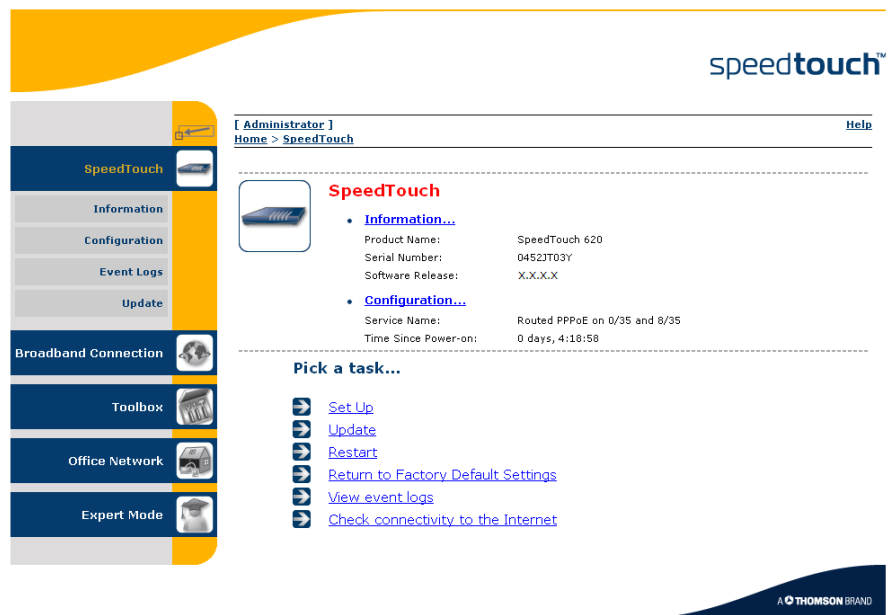 speedtouch™
[ Administrator ]
Help
Home > SpeedTouch
SpeedTouch
Information
Configuration
Event Logs
Update
Broadband Connection
Toolbox
Office Network
Expert Mode
SpeedTouch
Information...
Product Name: SpeedTouch 620
Serial Number: 0452JT03Y
Software Release: X.X.X.X
Configuration...
Service Name: Routed PPPoE on 0/35 and 8/35
Time Since Power-on: 0 days, 4:18:58
Pick a task...
Set Up
Update
Restart
Return to Factory Default Settings
View event logs
Check connectivity to the Internet
A THOMSON BRAND